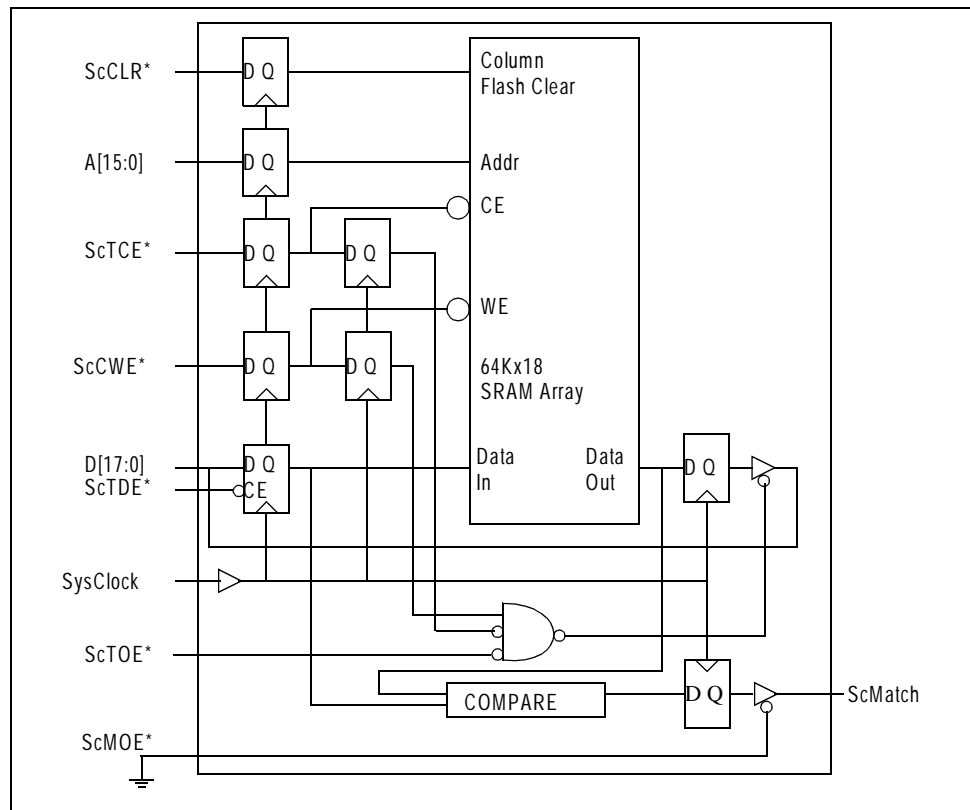 ScCLR*
D Q
Column
Flash Clear
A[15:0]
D Q
Addr
CE
ScTCE*
D Q
D Q
WE
ScCWE*
D Q
D Q
64Kx18
SRAM Array
D[17:0]
D Q
Data
In
Data
Out
D Q
ScTDE*
CE
SysClock
ScTOE*
COMPARE
D Q
ScMatch
ScMOE*